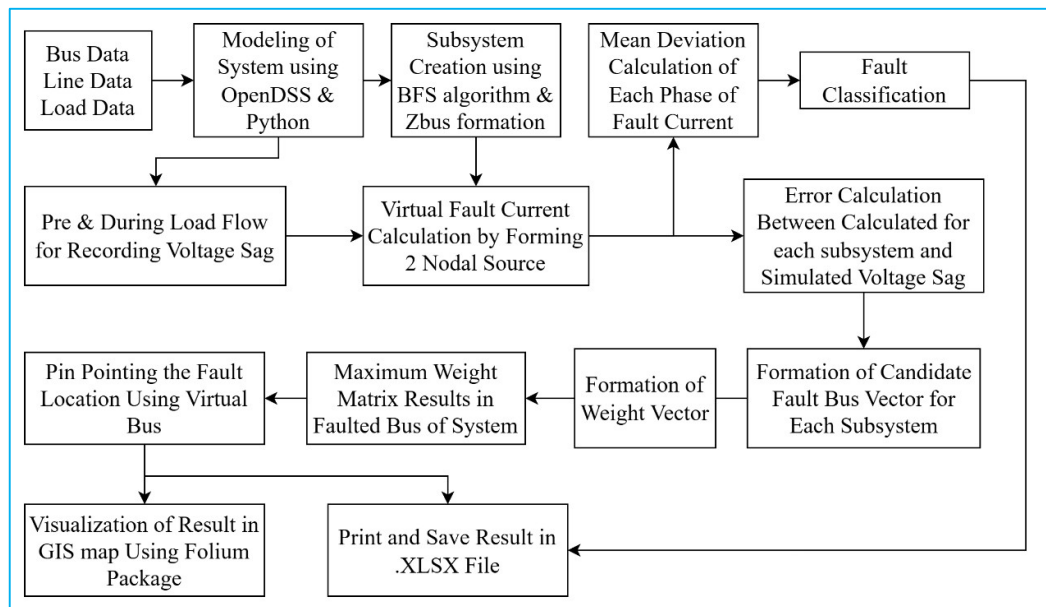 Bus Data
Line Data
Load Data
Modeling of
System using
OpenDSS &
Python
Subsystem
Creation using
BFS algorithm &
Zbus formation
Mean Deviation
Calculation of
Each Phase of
Fault Current
Fault
Classification
Pre & During Load Flow
for Recording Voltage Sag
Virtual Fault Current
Calculation by Forming
2 Nodal Source
Error Calculation
Between Calculated for
each subsystem and
Simulated Voltage Sag
Pin Pointing the Fault
Location Using Virtual
Bus
Maximum Weight
Matrix Results in
Faulted Bus of System
Formation of
Weight Vector
Formation of Candidate
Fault Bus Vector for
Each Subsystem
Visualization of Result in
GIS map Using Folium
Package
Print and Save Result in
.XLSX File